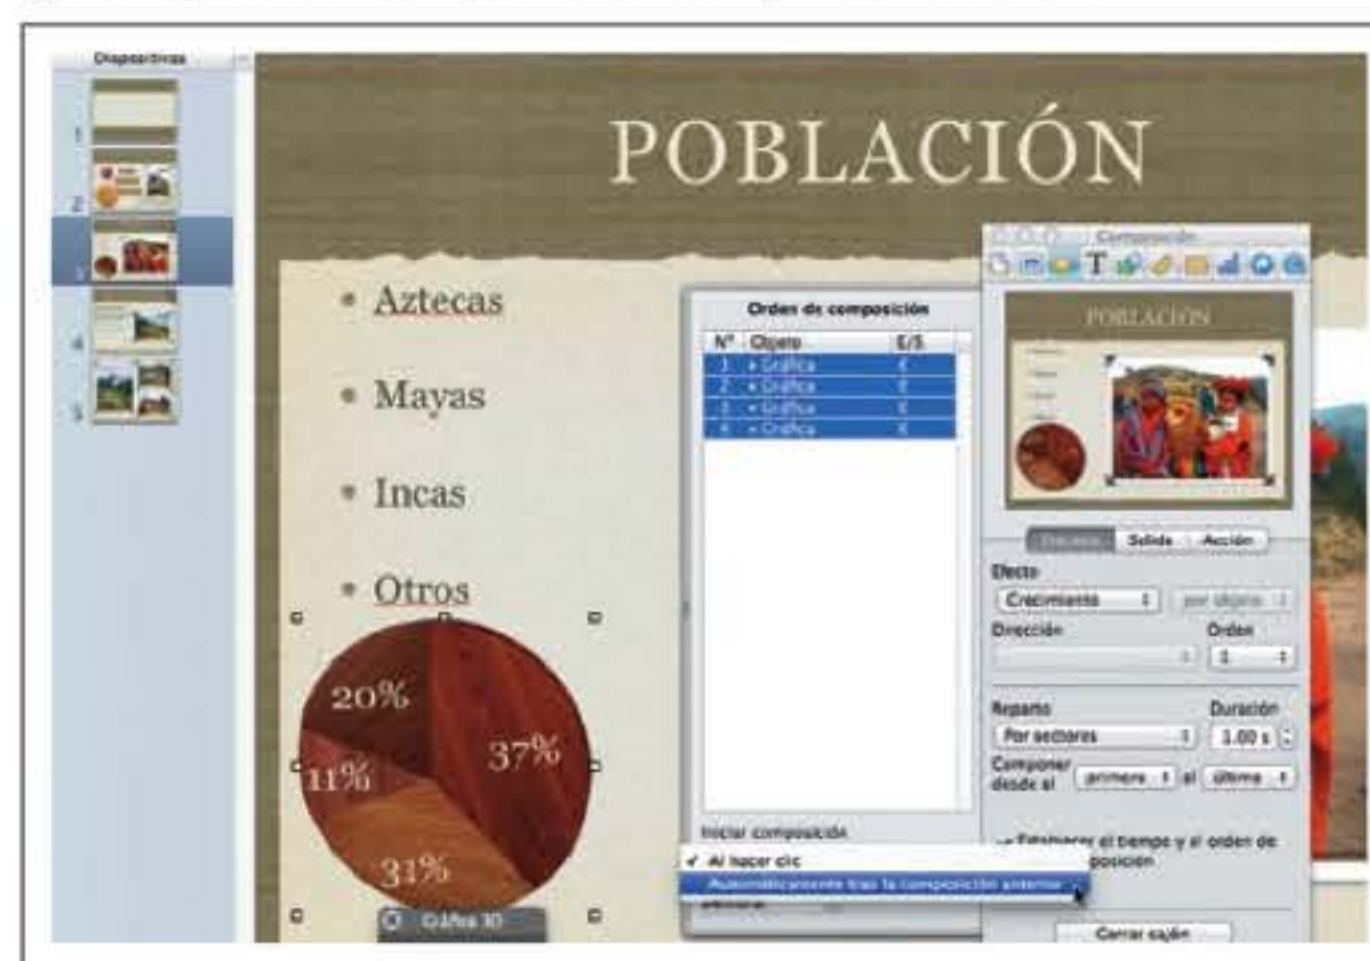 Diapositivas
1
2
3
4
5
POBLACIÓN
• Aztecas
• Mayas
• Incas
• Otros
20%
37%
11%
31%
Gráfica 3D
Orden de composición
Nº Objeto E/S
1 Gráfica E
2 Gráfica E
3 Gráfica E
4 Gráfica E
Iniciar composición
✓ Al hacer clic
Automáticamente tras la composición anterior
Composición
T
POBLACIÓN
Entrada Salida Acción
Efecto
Crecimiento por objeto
Dirección Orden
1
Reparto Duración
Por sectores 1.00 s
Componer
desde el primero al último
Establecer el tiempo y el orden de
posición
Cerrar cajón